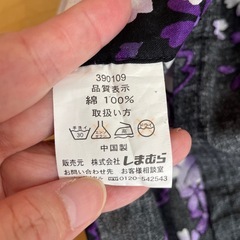 390109
品質表示
綿 100%
取扱い方
30
中国製
販売元 株式会社しまむら
お問い合わせ先 お客様相談室
0120-542543